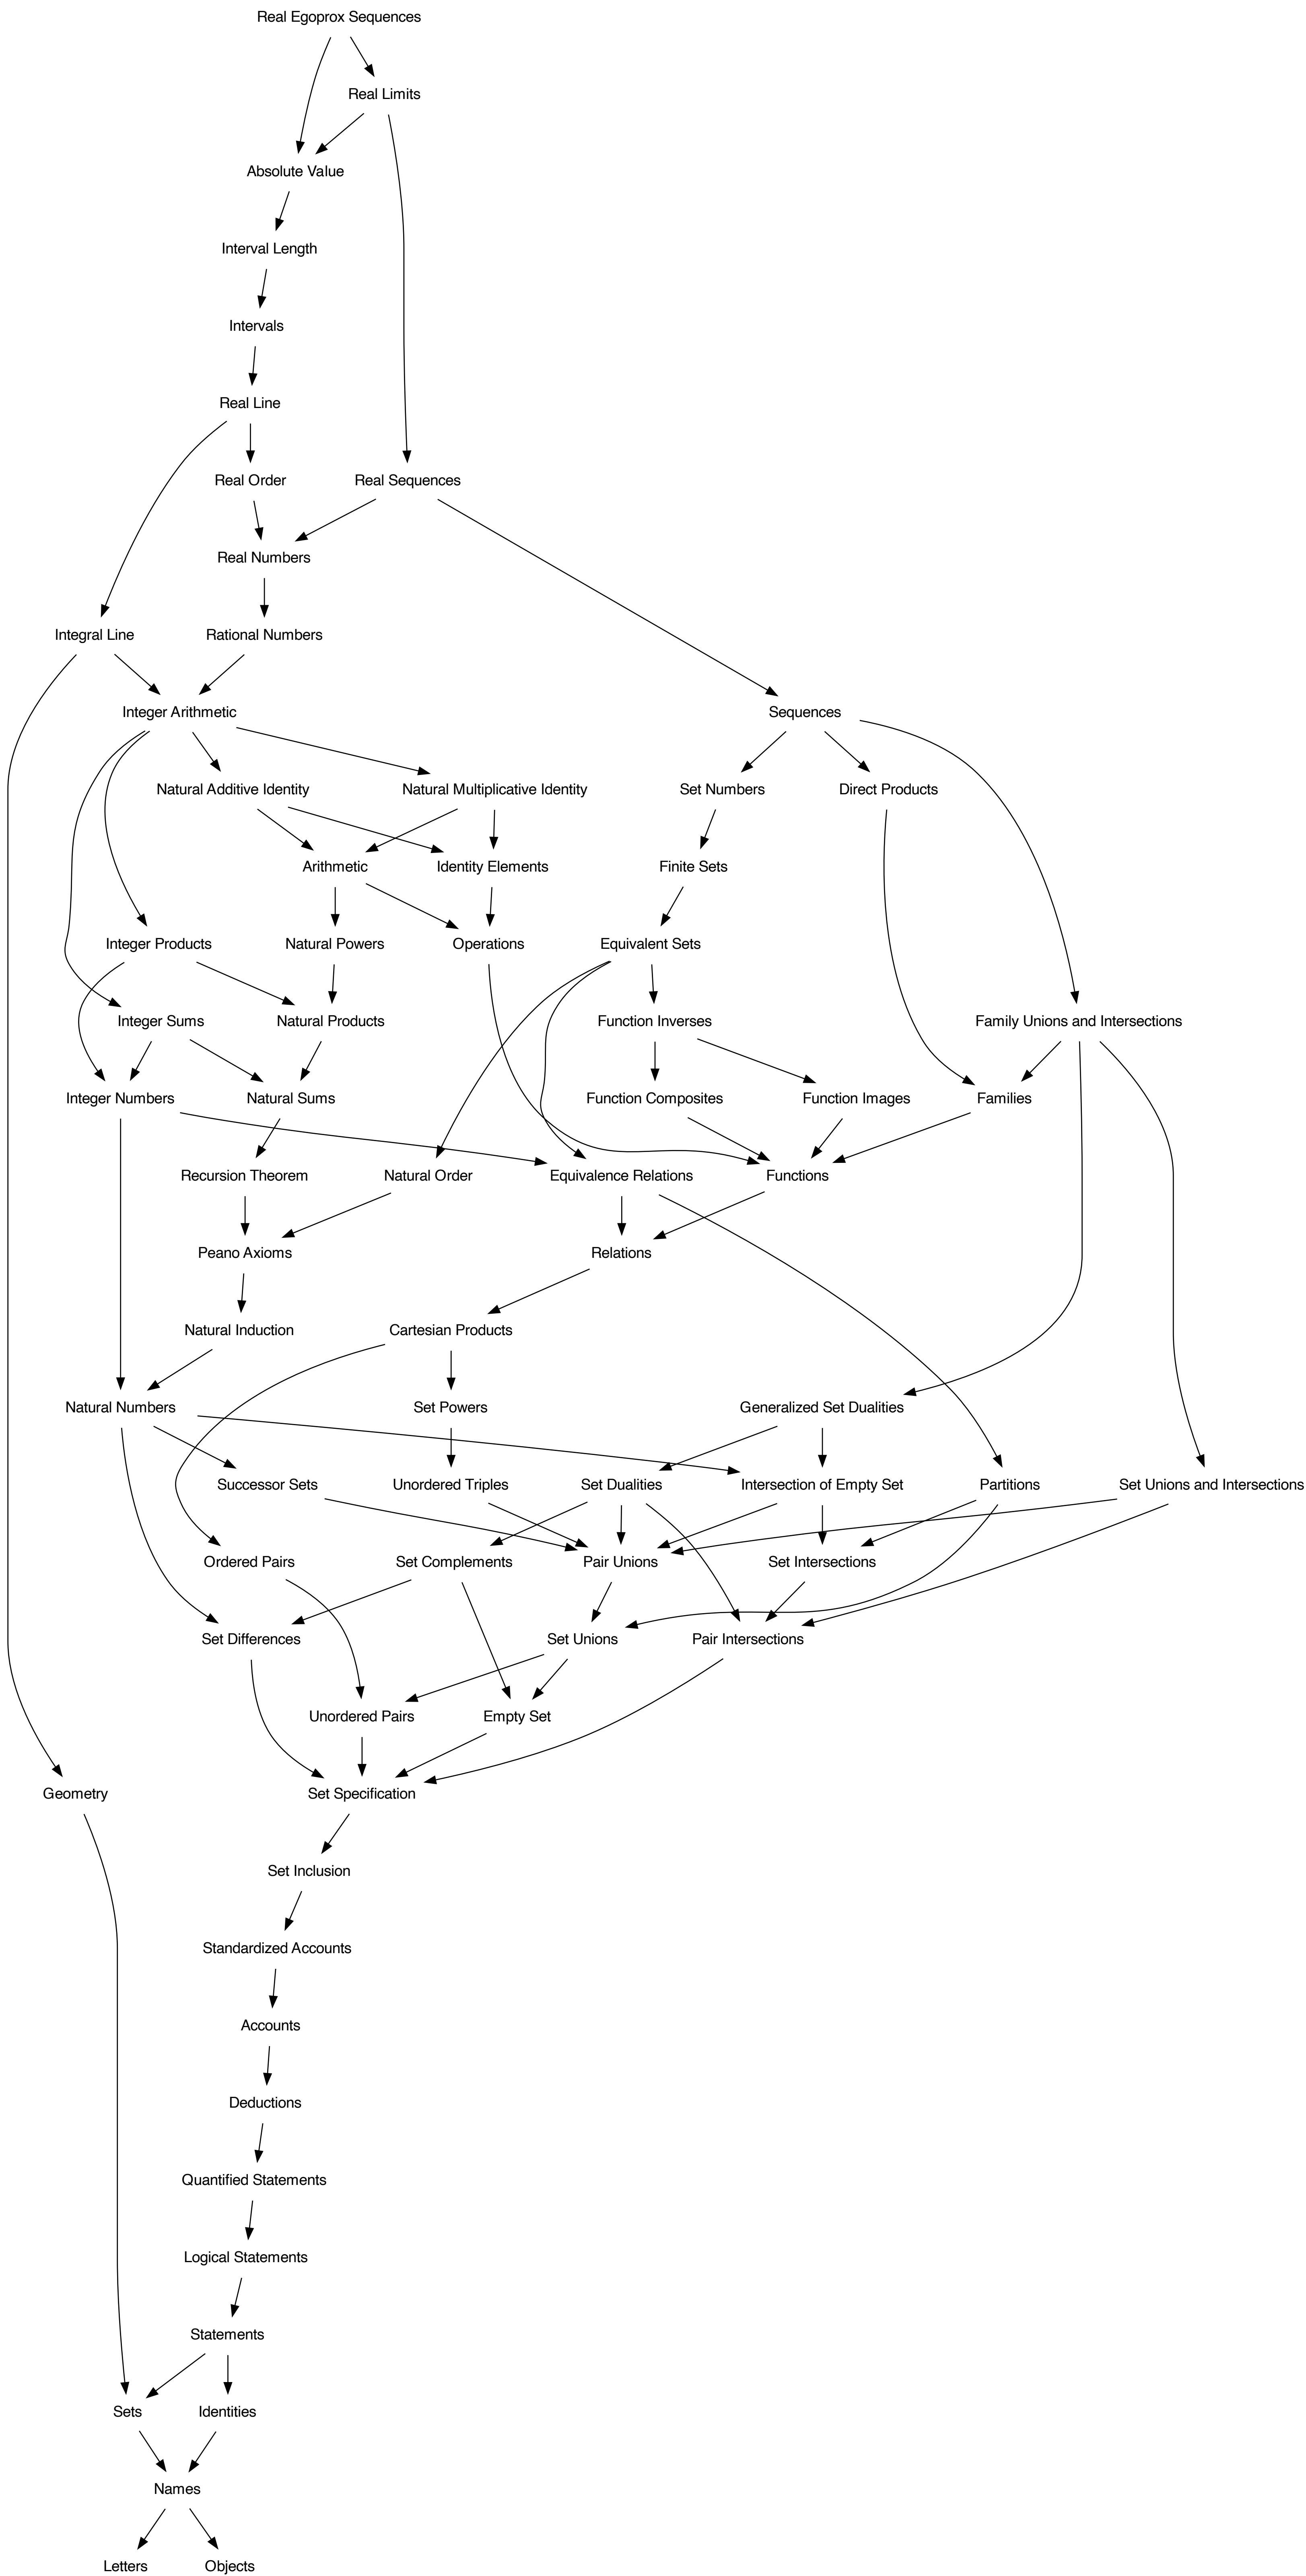 Real Egoprox Sequences
Real Limits
Absolute Value
Interval Length
Intervals
Real Line
Real Order
Real Sequences
Real Numbers
Integral Line
Rational Numbers
Integer Arithmetic
Sequences
Natural Additive Identity
Natural Multiplicative Identity
Set Numbers
Direct Products
Arithmetic
Identity Elements
Finite Sets
Integer Products
Natural Powers
Operations
Equivalent Sets
Integer Sums
Natural Products
Function Inverses
Family Unions and Intersections
Integer Numbers
Natural Sums
Function Composites
Function Images
Families
Recursion Theorem
Natural Order
Equivalence Relations
Functions
Peano Axioms
Relations
Natural Induction
Cartesian Products
Natural Numbers
Set Powers
Generalized Set Dualities
Successor Sets
Unordered Triples
Set Dualities
Intersection of Empty Set
Partitions
Set Unions and Intersections
Ordered Pairs
Set Complements
Pair Unions
Set Intersections
Set Differences
Set Unions
Pair Intersections
Unordered Pairs
Empty Set
Geometry
Set Specification
Set Inclusion
Standardized Accounts
Accounts
Deductions
Quantified Statements
Logical Statements
Statements
Sets
Identities
Names
Letters
Objects